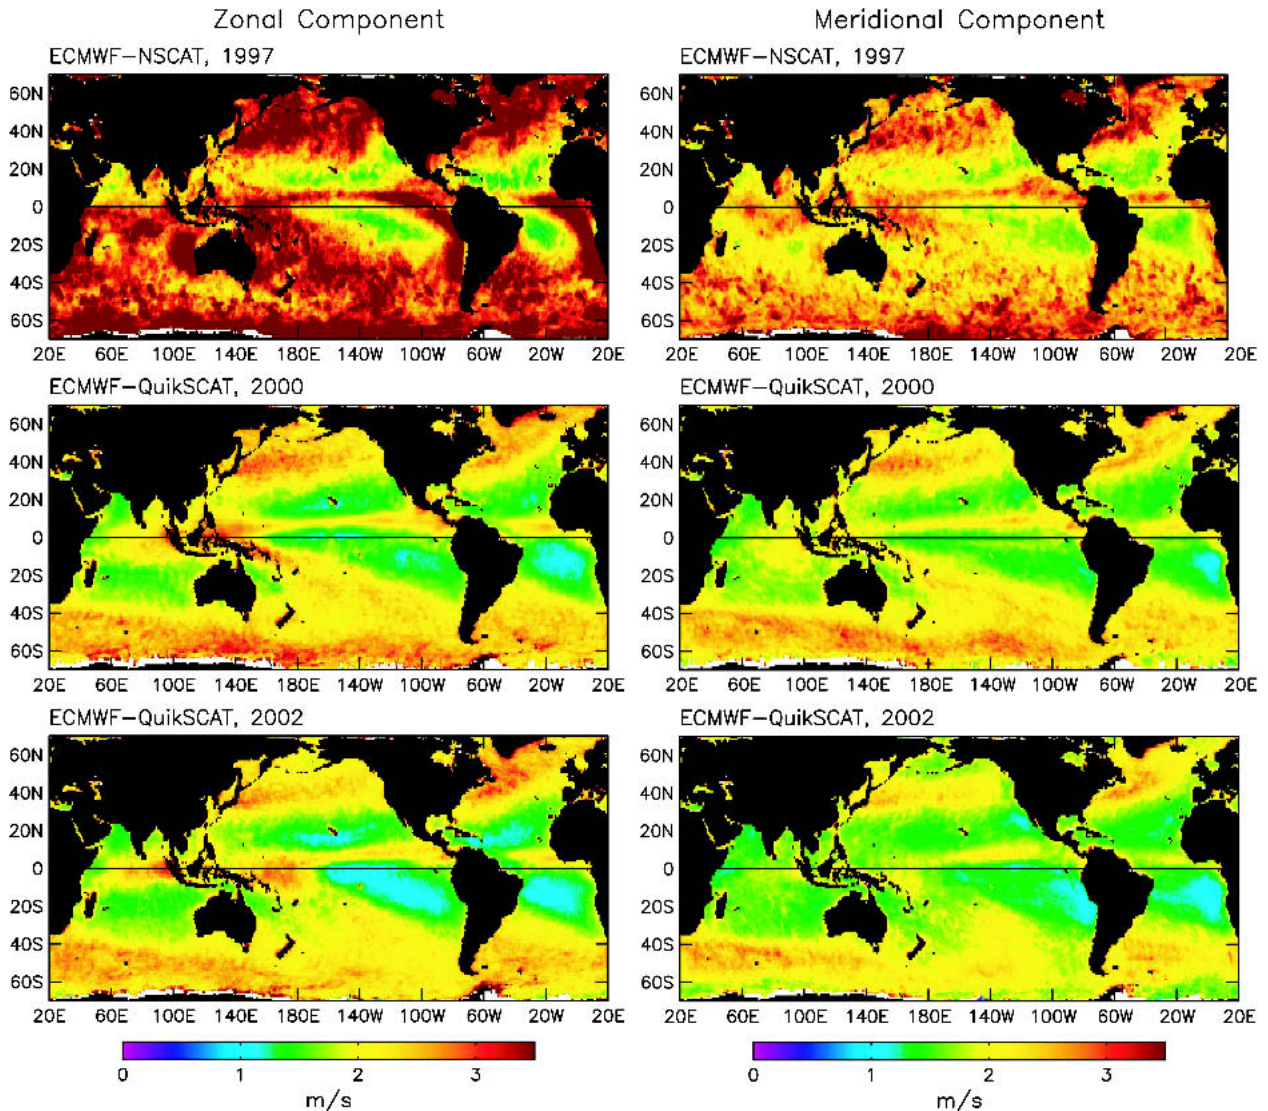 Zonal Component
Meridional Component
ECMWF-NSCAT, 1997
ECMWF-NSCAT, 1997
60N
40N
20N
0
20S
40S
60S
20E 60E 100E 140E 180E 140W 100W 60W 20W 20E
60N
40N
20N
0
20S
40S
60S
20E 60E 100E 140E 180E 140W 100W 60W 20W 20E
ECMWF-QuikSCAT, 2000
ECMWF-QuikSCAT, 2000
60N
40N
20N
0
20S
40S
60S
20E 60E 100E 140E 180E 140W 100W 60W 20W 20E
60N
40N
20N
0
20S
40S
60S
20E 60E 100E 140E 180E 140W 100W 60W 20W 20E
ECMWF-QuikSCAT, 2002
ECMWF-QuikSCAT, 2002
60N
40N
20N
0
20S
40S
60S
20E 60E 100E 140E 180E 140W 100W 60W 20W 20E
60N
40N
20N
0
20S
40S
60S
20E 60E 100E 140E 180E 140W 100W 60W 20W 20E
0 1 2 3
m/s
0 1 2 3
m/s